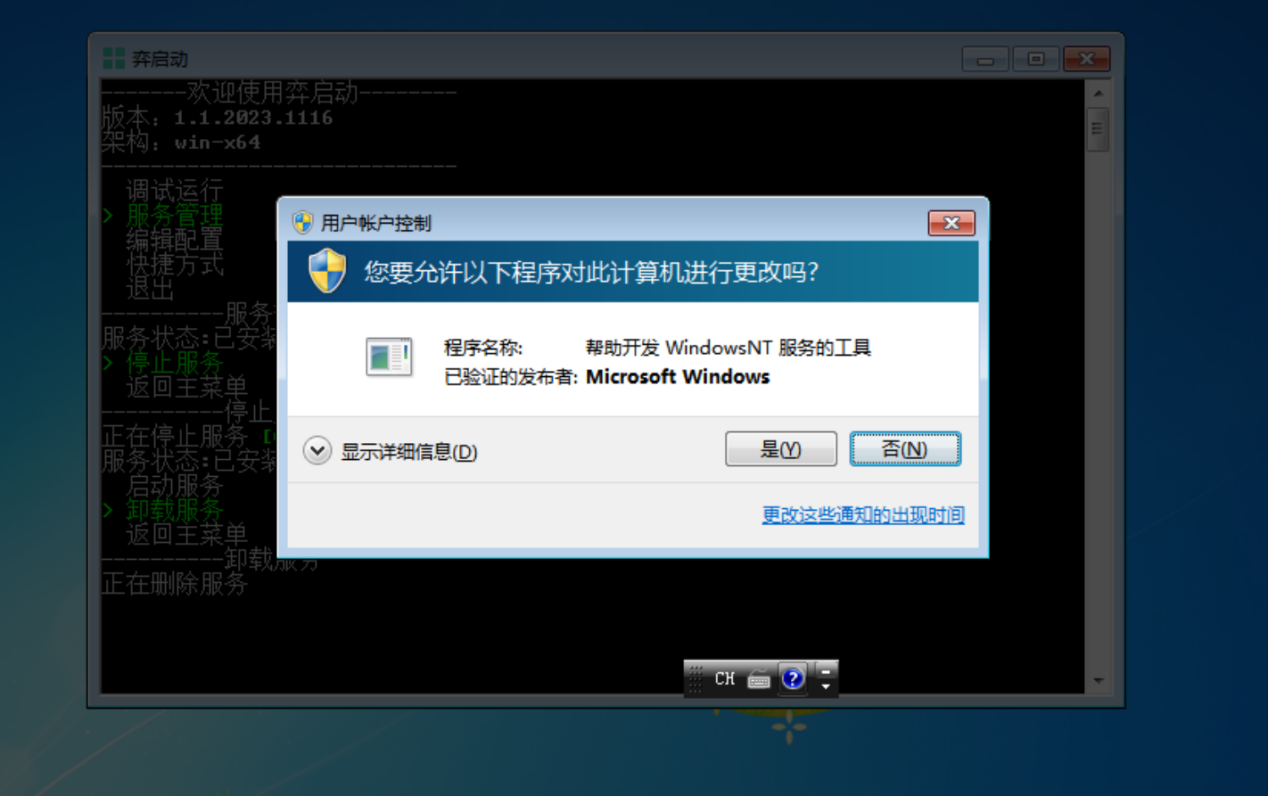 弈启动
--------欢迎使用弈启动---------
版本：1.1.2023.1116
架构：win-x64
-----------------------------
调试运行
> 服务管理
编辑配置
快捷方式
退出
----------服务
服务状态:已安装
> 停止服务
返回主菜单
----------停止
正在停止服务 [
服务状态:已安装
启动服务
> 卸载服务
返回主菜单
----------卸载服务
正在删除服务
用户帐户控制
您要允许以下程序对此计算机进行更改吗?
程序名称: 帮助开发 WindowsNT 服务的工具
已验证的发布者: Microsoft Windows
显示详细信息(D)
是(Y)
否(N)
更改这些通知的出现时间
CH